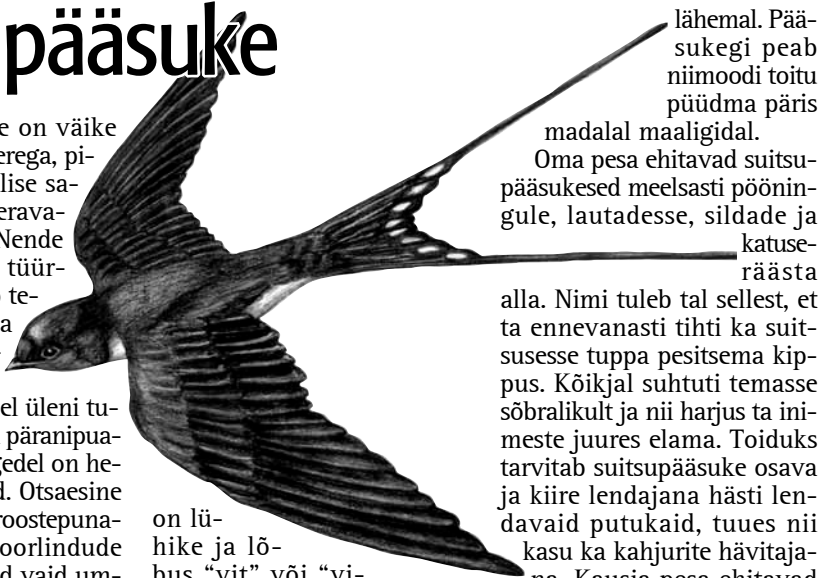 pääsuke
e on väike
erega, pi-
lise sa-
erava-
Nende
tüür-
te-
a
el üleni tu-
päranipua-
gedel on he-
d. Otsaesine
roostepuna-
oorlindude
d vaid um-
on lü-
hike ja lõ-
bus “vit” või “vi-
lähemal. Pää-
sukegi peab
niimoodi toitu
püüdma päris
madalal maaligidal.
Oma pesa ehitavad suitsu-
pääsukesed meelsasti pöönin-
gule, lautadesse, sildade ja
katuse-
räästa
alla. Nimi tuleb tal sellest, et
ta ennevanasti tihti ka suit-
susesse tuppa pesitsema kip-
pus. Kõikjal suhtuti temasse
sõbralikult ja nii harjus ta ini-
meste juures elama. Toiduks
tarvitab suitsupääsuke osava
ja kiire lendajana hästi len-
davaid putukaid, tuues nii
kasu ka kahjurite hävitaja-
na. Kausja pesa ehitavad